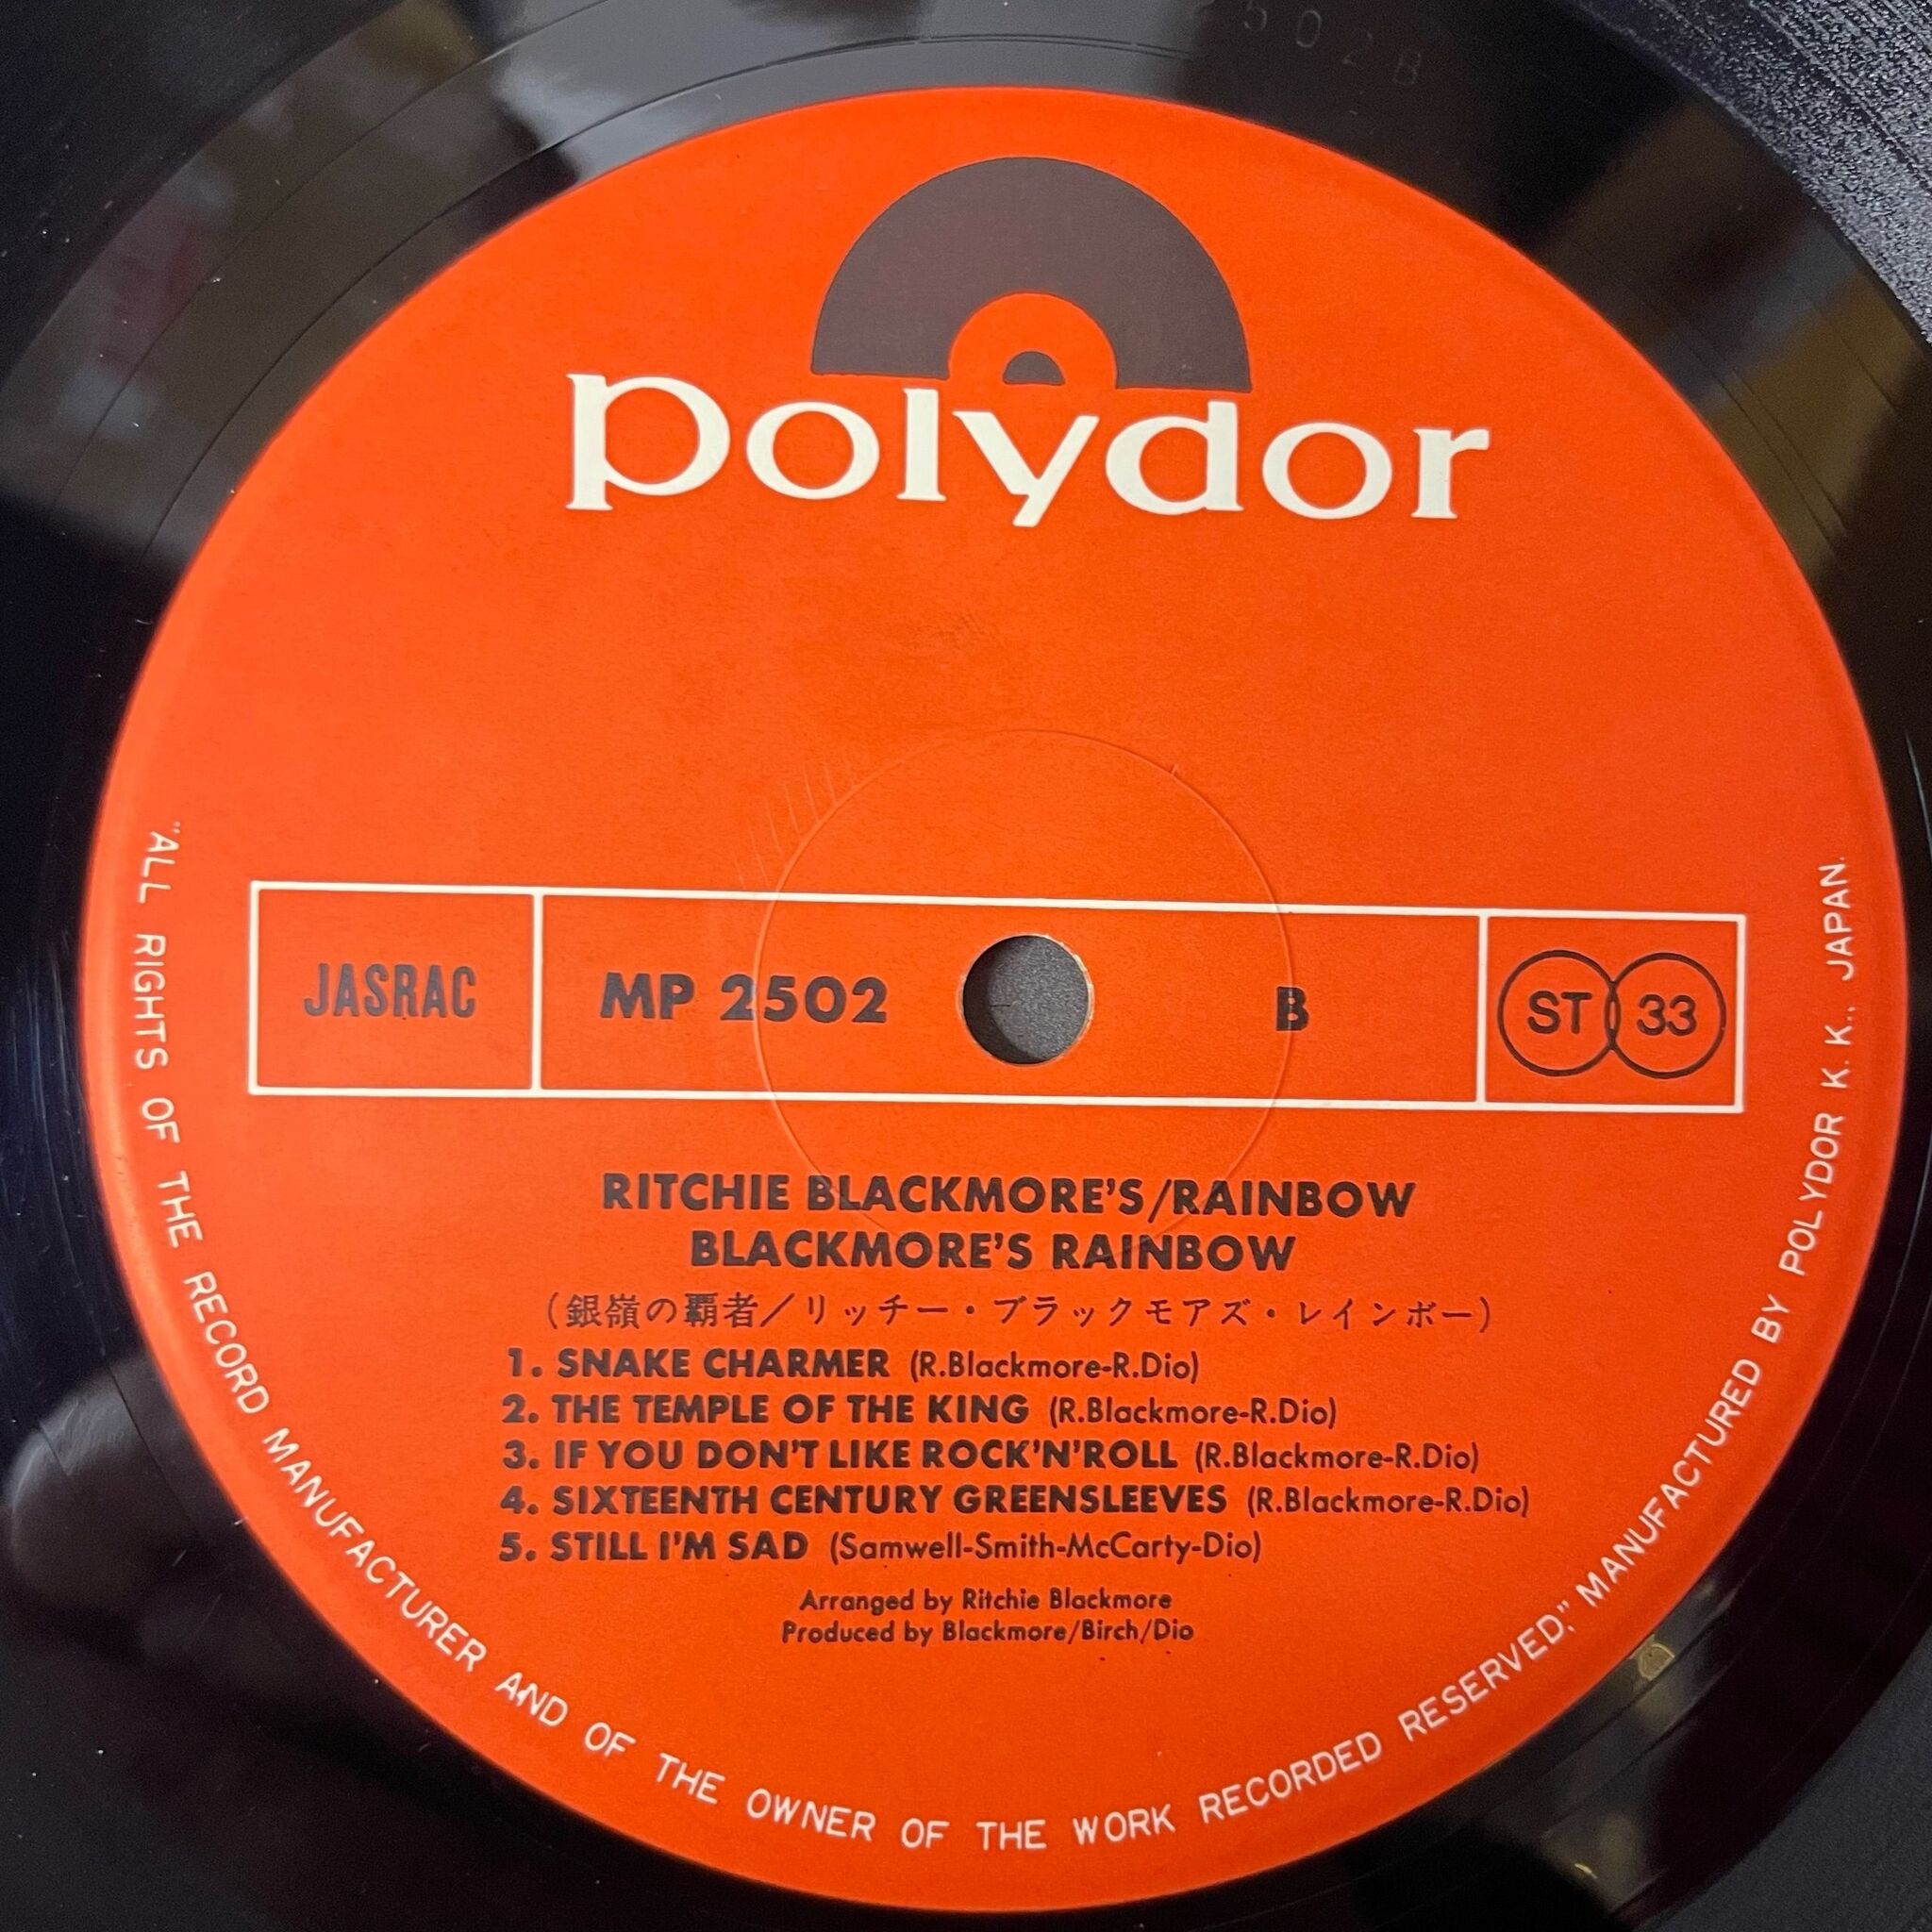 502B
polydor
JASRAC
MP 2502
B
ST 33
RITCHIE BLACKMORE'S/RAINBOW
BLACKMORE'S RAINBOW
(銀嶺の覇者/リッチー・ブラックモアズ・レインボー)
1. SNAKE CHARMER (R.Blackmore-R.Dio)
2. THE TEMPLE OF THE KING (R.Blackmore-R.Dio)
3. IF YOU DON'T LIKE ROCK'N'ROLL (R.Blackmore-R.Dio)
4. SIXTEENTH CENTURY GREENSLEEVES (R.Blackmore-R.Dio)
5. STILL I'M SAD (Samwell-Smith-McCarty-Dio)
Arranged by Ritchie Blackmore
Produced by Blackmore/Birch/Dio
"ALL RIGHTS OF THE RECORD MANUFACTURER AND OF THE OWNER OF THE WORK RECORDED RESERVED," MANUFACTURED BY POLYDOR K. K., JAPAN.